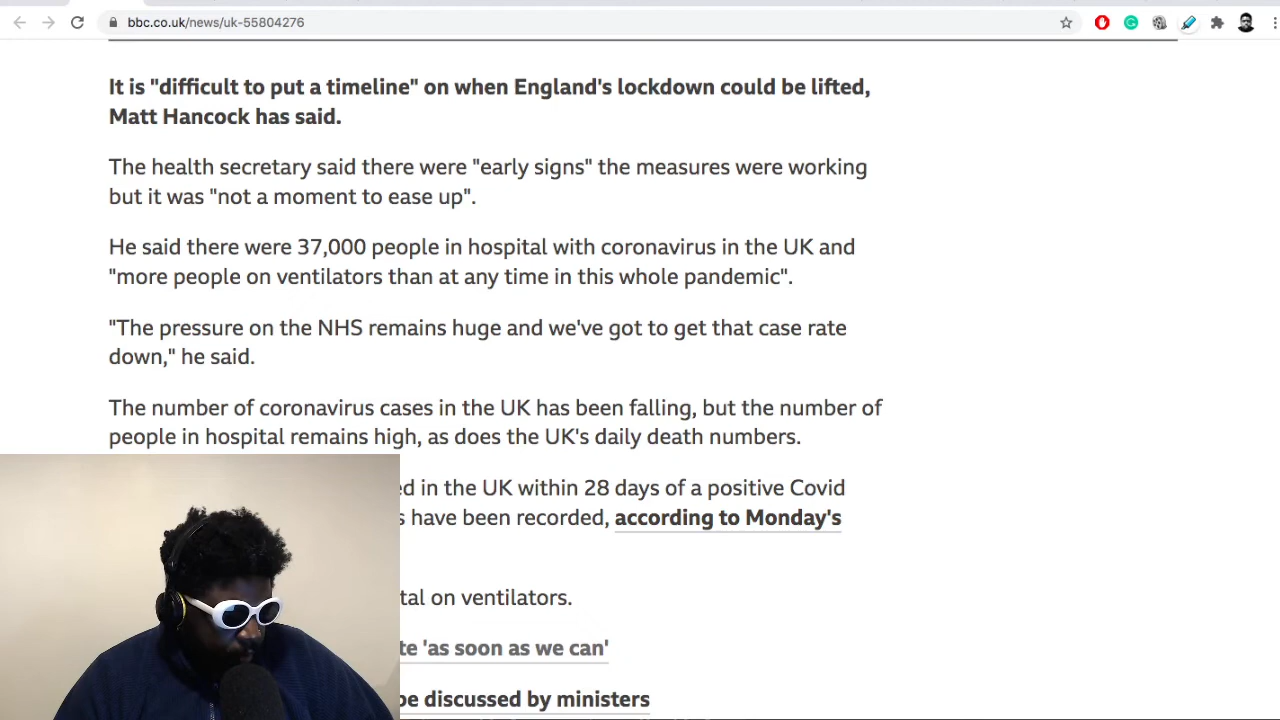 bbc.co.uk/news/uk-55804276
It is "difficult to put a timeline" on when England's lockdown could be lifted,
Matt Hancock has said.
The health secretary said there were "early signs" the measures were working
but it was "not a moment to ease up".
He said there were 37,000 people in hospital with coronavirus in the UK and
"more people on ventilators than at any time in this whole pandemic".
"The pressure on the NHS remains huge and we've got to get that case rate
down," he said.
The number of coronavirus cases in the UK has been falling, but the number of
people in hospital remains high, as does the UK's daily death numbers.
ed in the UK within 28 days of a positive Covid
s have been recorded, according to Monday's
tal on ventilators.
te 'as soon as we can'
be discussed by ministers